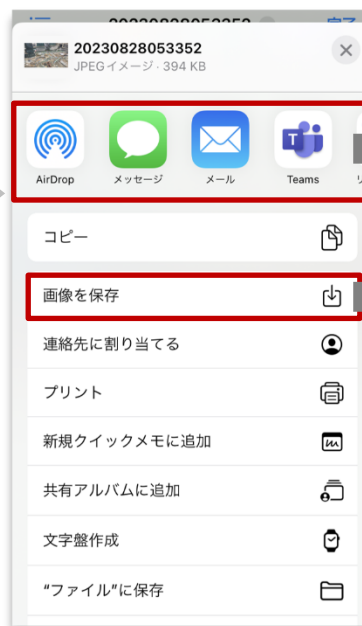 20230828053352
完了
20230828053352
JPEGイメージ · 394 KB
AirDrop
メッセージ
メール
Teams
コピー
画像を保存
連絡先に割り当てる
プリント
新規クイックメモに追加
共有アルバムに追加
文字盤作成
“ファイル”に保存